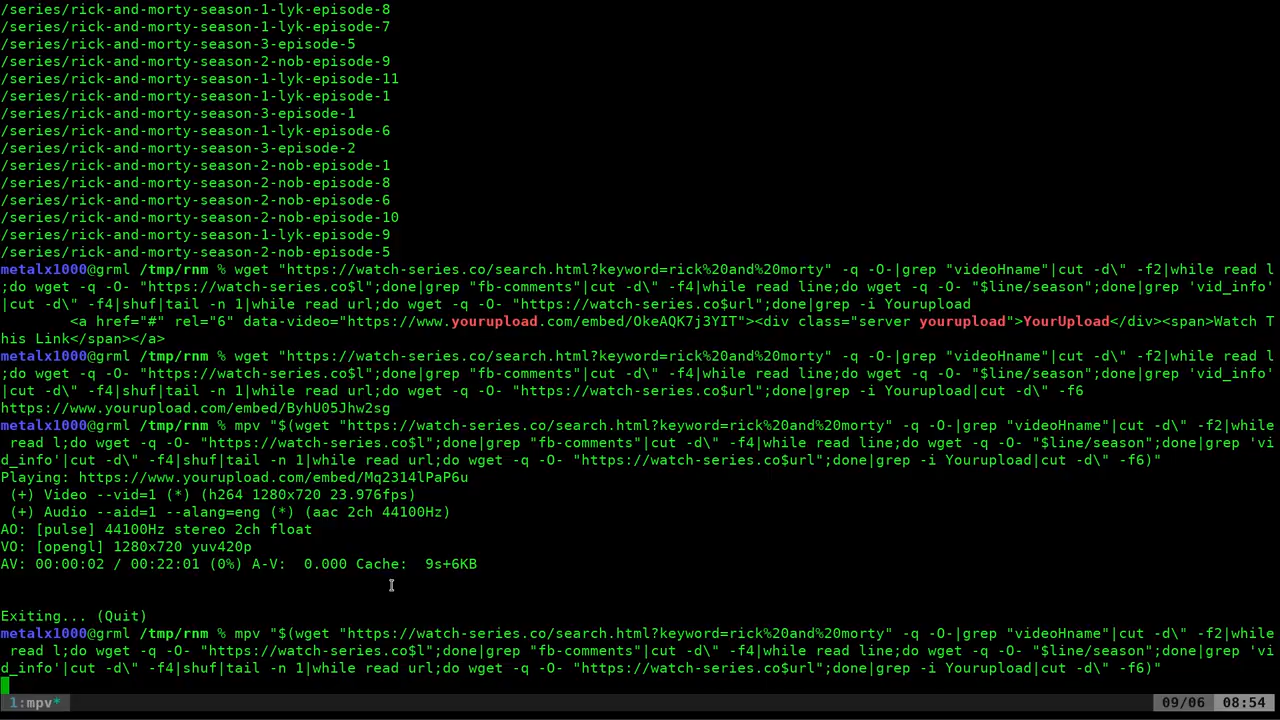 /series/rick-and-morty-season-1-lyk-episode-8
/series/rick-and-morty-season-1-lyk-episode-7
/series/rick-and-morty-season-3-episode-5
/series/rick-and-morty-season-2-nob-episode-9
/series/rick-and-morty-season-1-lyk-episode-11
/series/rick-and-morty-season-1-lyk-episode-1
/series/rick-and-morty-season-3-episode-1
/series/rick-and-morty-season-1-lyk-episode-6
/series/rick-and-morty-season-3-episode-2
/series/rick-and-morty-season-2-nob-episode-1
/series/rick-and-morty-season-2-nob-episode-8
/series/rick-and-morty-season-2-nob-episode-6
/series/rick-and-morty-season-2-nob-episode-10
/series/rick-and-morty-season-1-lyk-episode-9
/series/rick-and-morty-season-2-nob-episode-5
metalx1000@grml /tmp/rnm % wget "https://watch-series.co/search.html?keyword=rick%20and%20morty" -q -O-|grep "videoHname"|cut -d\" -f2|while read l
;do wget -q -O- "https://watch-series.co$l";done|grep "fb-comments"|cut -d\" -f4|while read line;do wget -q -O- "$line/season";done|grep 'vid_info'
|cut -d\" -f4|shuf|tail -n 1|while read url;do wget -q -O- "https://watch-series.co$url";done|grep -i Yourupload
<a href="#" rel="6" data-video="https://www.yourupload.com/embed/OkeAQK7j3YIT"><div class="server yourupload">YourUpload</div><span>Watch T
his Link</span></a>
metalx1000@grml /tmp/rnm % wget "https://watch-series.co/search.html?keyword=rick%20and%20morty" -q -O-|grep "videoHname"|cut -d\" -f2|while read l
;do wget -q -O- "https://watch-series.co$l";done|grep "fb-comments"|cut -d\" -f4|while read line;do wget -q -O- "$line/season";done|grep 'vid_info'
|cut -d\" -f4|shuf|tail -n 1|while read url;do wget -q -O- "https://watch-series.co$url";done|grep -i Yourupload|cut -d\" -f6
https://www.yourupload.com/embed/ByhU05Jhw2sg
metalx1000@grml /tmp/rnm % mpv "$(wget "https://watch-series.co/search.html?keyword=rick%20and%20morty" -q -O-|grep "videoHname"|cut -d\" -f2|while
read l;do wget -q -O- "https://watch-series.co$l";done|grep "fb-comments"|cut -d\" -f4|while read line;do wget -q -O- "$line/season";done|grep 'vi
d_info'|cut -d\" -f4|shuf|tail -n 1|while read url;do wget -q -O- "https://watch-series.co$url";done|grep -i Yourupload|cut -d\" -f6)"
Playing: https://www.yourupload.com/embed/Mq2314lPaP6u
(+) Video --vid=1 (*) (h264 1280x720 23.976fps)
(+) Audio --aid=1 --alang=eng (*) (aac 2ch 44100Hz)
AO: [pulse] 44100Hz stereo 2ch float
VO: [opengl] 1280x720 yuv420p
AV: 00:00:02 / 00:22:01 (0%) A-V:  0.000 Cache:  9s+6KB
Exiting... (Quit)
metalx1000@grml /tmp/rnm % mpv "$(wget "https://watch-series.co/search.html?keyword=rick%20and%20morty" -q -O-|grep "videoHname"|cut -d\" -f2|while
read l;do wget -q -O- "https://watch-series.co$l";done|grep "fb-comments"|cut -d\" -f4|while read line;do wget -q -O- "$line/season";done|grep 'vi
d_info'|cut -d\" -f4|shuf|tail -n 1|while read url;do wget -q -O- "https://watch-series.co$url";done|grep -i Yourupload|cut -d\" -f6)"
1:mpv* 09/06 08:54